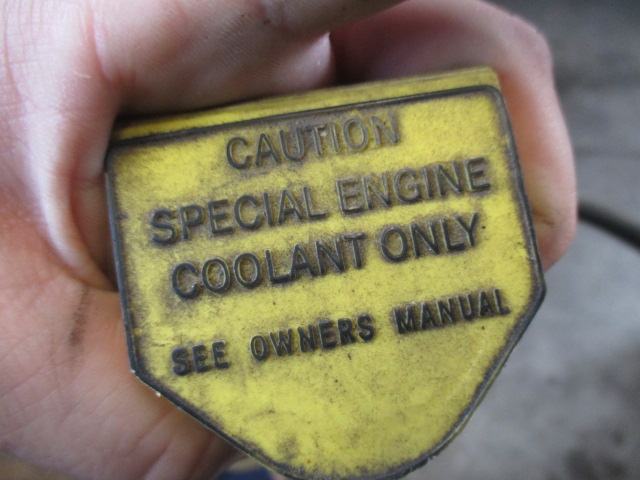 CAUTION
SPECIAL ENGINE
COOLANT ONLY
SEE OWNERS MANUAL